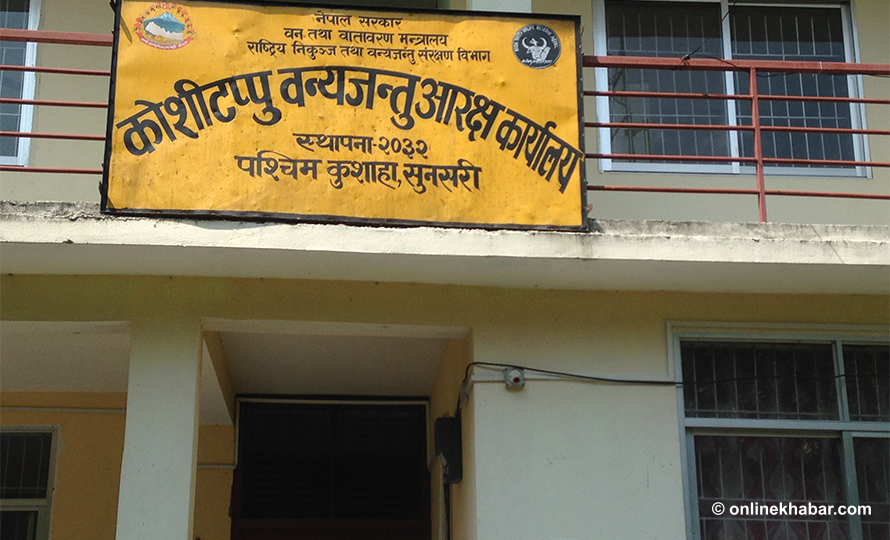 नेपाल सरकार
वन तथा वातावरण मन्त्रालय
राष्ट्रिय निकुञ्ज तथा वन्यजन्तु संरक्षण विभाग
कोशीटप्पु वन्यजन्तु आरक्ष कार्यालय
स्थापना-२०३२
पश्चिम कुशाहा, सुनसरी
© onlinekhabar.com